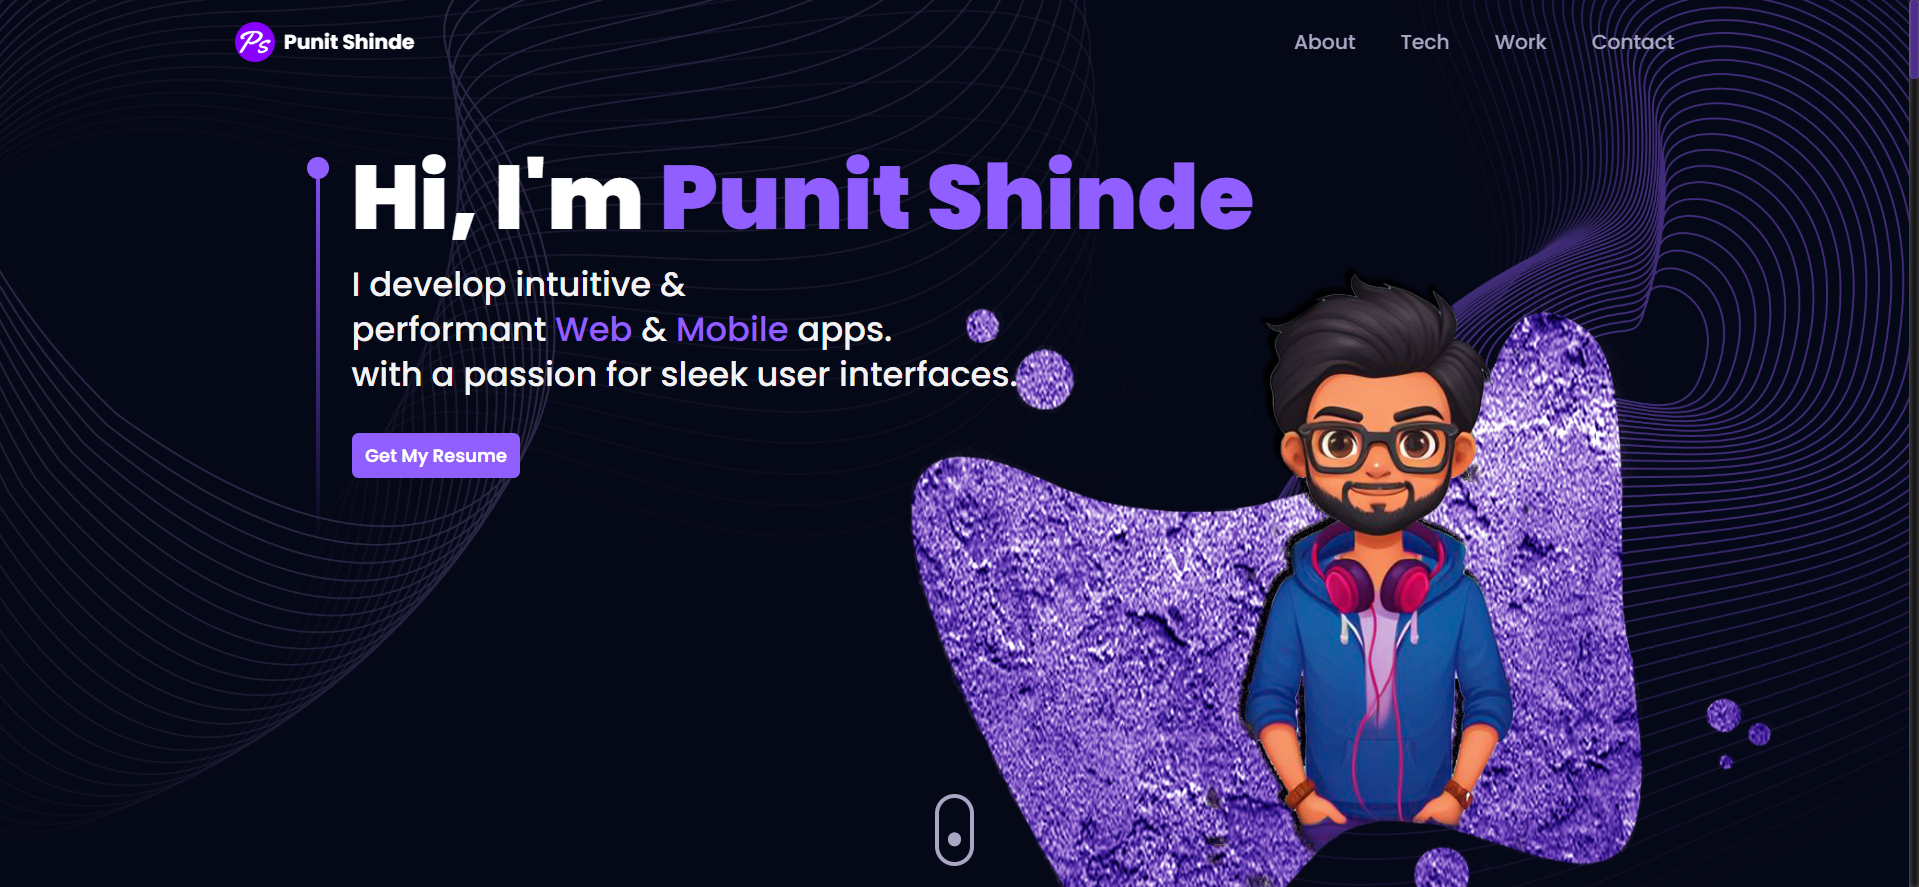 Ps Punit Shinde
About Tech Work Contact
Hi, I'm Punit Shinde
I develop intuitive &
performant Web & Mobile apps.
with a passion for sleek user interfaces.
Get My Resume